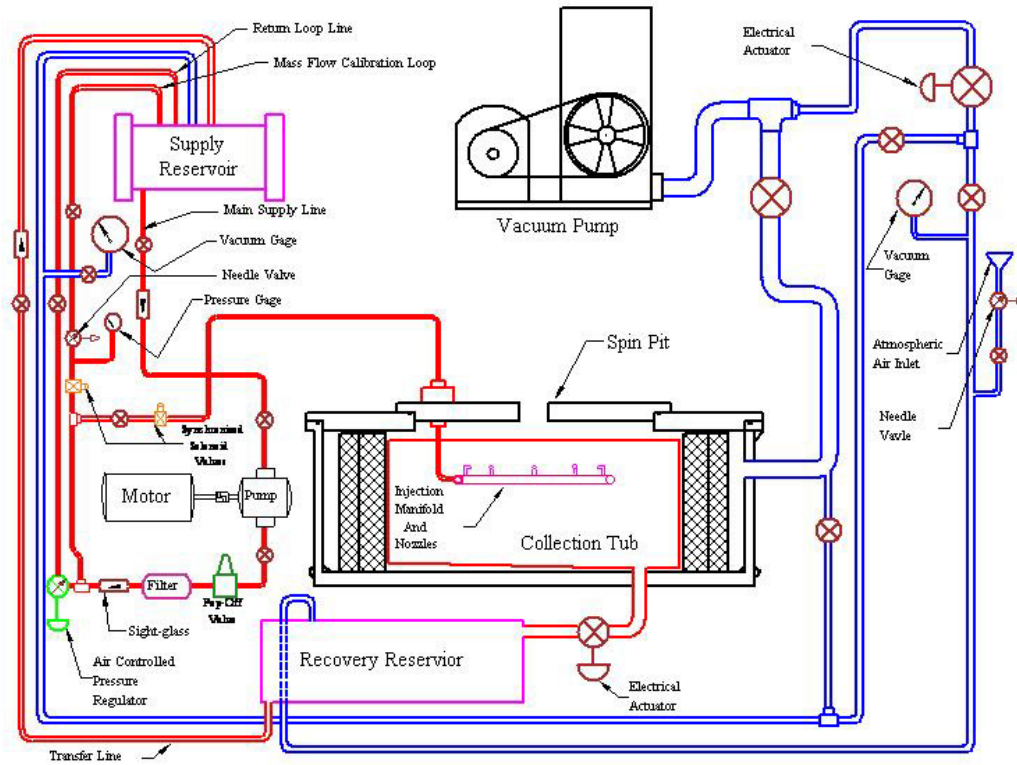 Return Loop Line
Mass Flow Calibration Loop
Supply
Reservoir
Main Supply Line
Vacuum Gage
Needle Valve
Pressure Gage
Synchronized
Solenoid
Valves
Motor
Pump
Filter
Pop-Off
Valve
Sight-glass
Air Controlled
Pressure
Regulator
Transfer Line
Vacuum Pump
Electrical
Actuator
Vacuum
Gage
Atmospheric
Air Inlet
Needle
Vavle
Spin Pit
Injection
Manifold
And
Nozzles
Collection Tub
Recovery Reservior
Electrical
Actuator